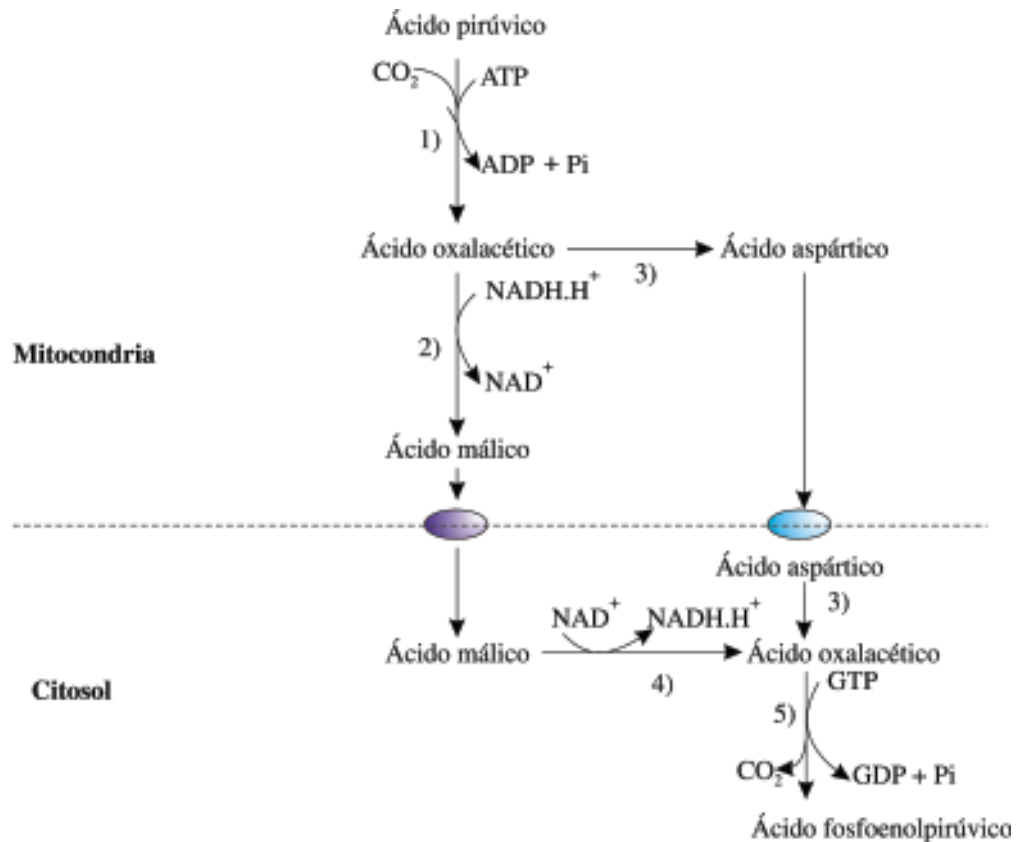 Ácido pirúvico
CO₂ ATP
1)
ADP + Pi
Ácido oxalacético Ácido aspártico
3)
NADH.H⁺
2)
Mitocondria
NAD⁺
Ácido málico
Ácido aspártico
NAD⁺ NADH.H⁺ 3)
Ácido málico Ácido oxalacético
4) GTP
Citosol 5)
CO₂ GDP + Pi
Ácido fosfoenolpirúvico